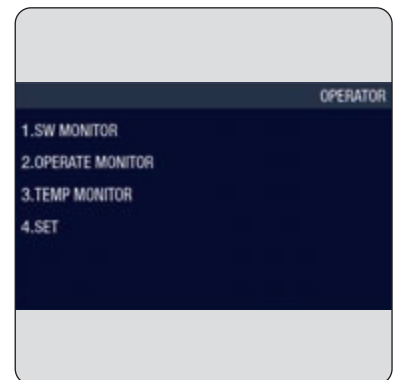 OPERATOR
1.SW MONITOR
2.OPERATE MONITOR
3.TEMP MONITOR
4.SET